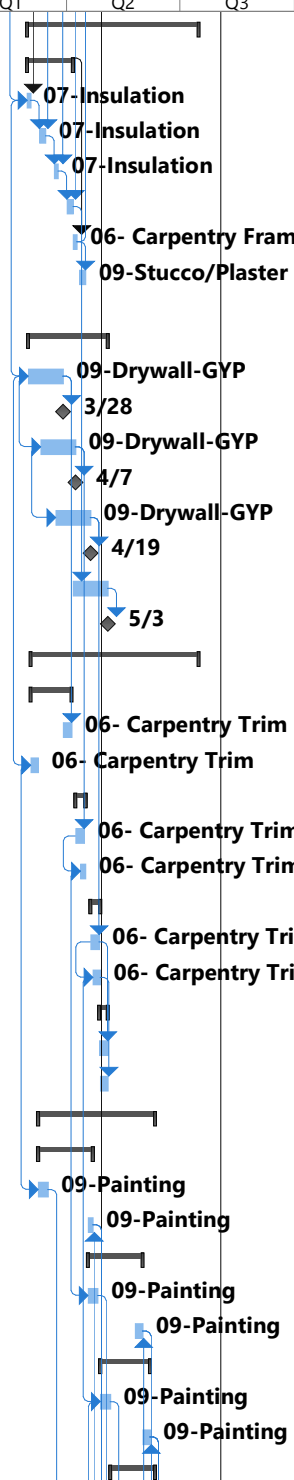 Q1 Q2 Q3
07-Insulation
07-Insulation
07-Insulation
06- Carpentry Fram
09-Stucco/Plaster
09-Drywall-GYP
3/28
09-Drywall-GYP
4/7
09-Drywall-GYP
4/19
5/3
06- Carpentry Trim
06- Carpentry Trim
06- Carpentry Trim
06- Carpentry Trim
06- Carpentry Tri
06- Carpentry Tri
09-Painting
09-Painting
09-Painting
09-Painting
09-Painting
09-Painting